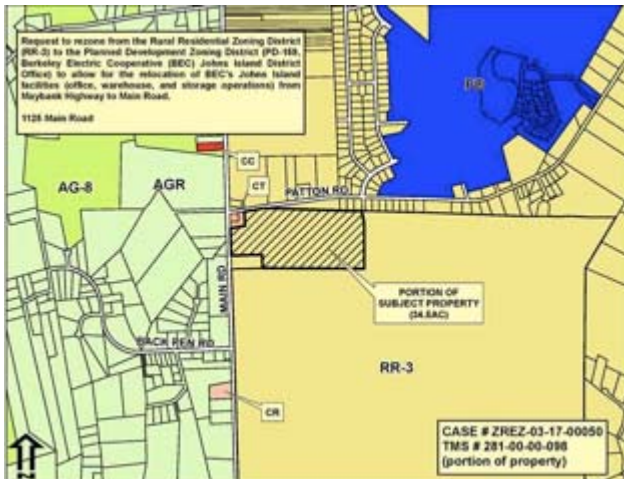 Request to rezone from the Rural Residential Zoning District
(RR-3) to the Planned Development Zoning District (PD-169,
Berkeley Electric Cooperative (BEC) Johns Island District
Office) to allow for the relocation of BEC's Johns Island
facilities (office, warehouse, and storage operations) from
Maybank Highway to Main Road.
1128 Main Road
PD
CC
AG-8
AGR
CT
PATTON RD
MAIN RD
PORTION OF
SUBJECT PROPERTY
(34.5AC)
BACK PEN RD
RR-3
CR
CASE # ZREZ-03-17-00050
TMS # 281-00-00-098
(portion of property)
N